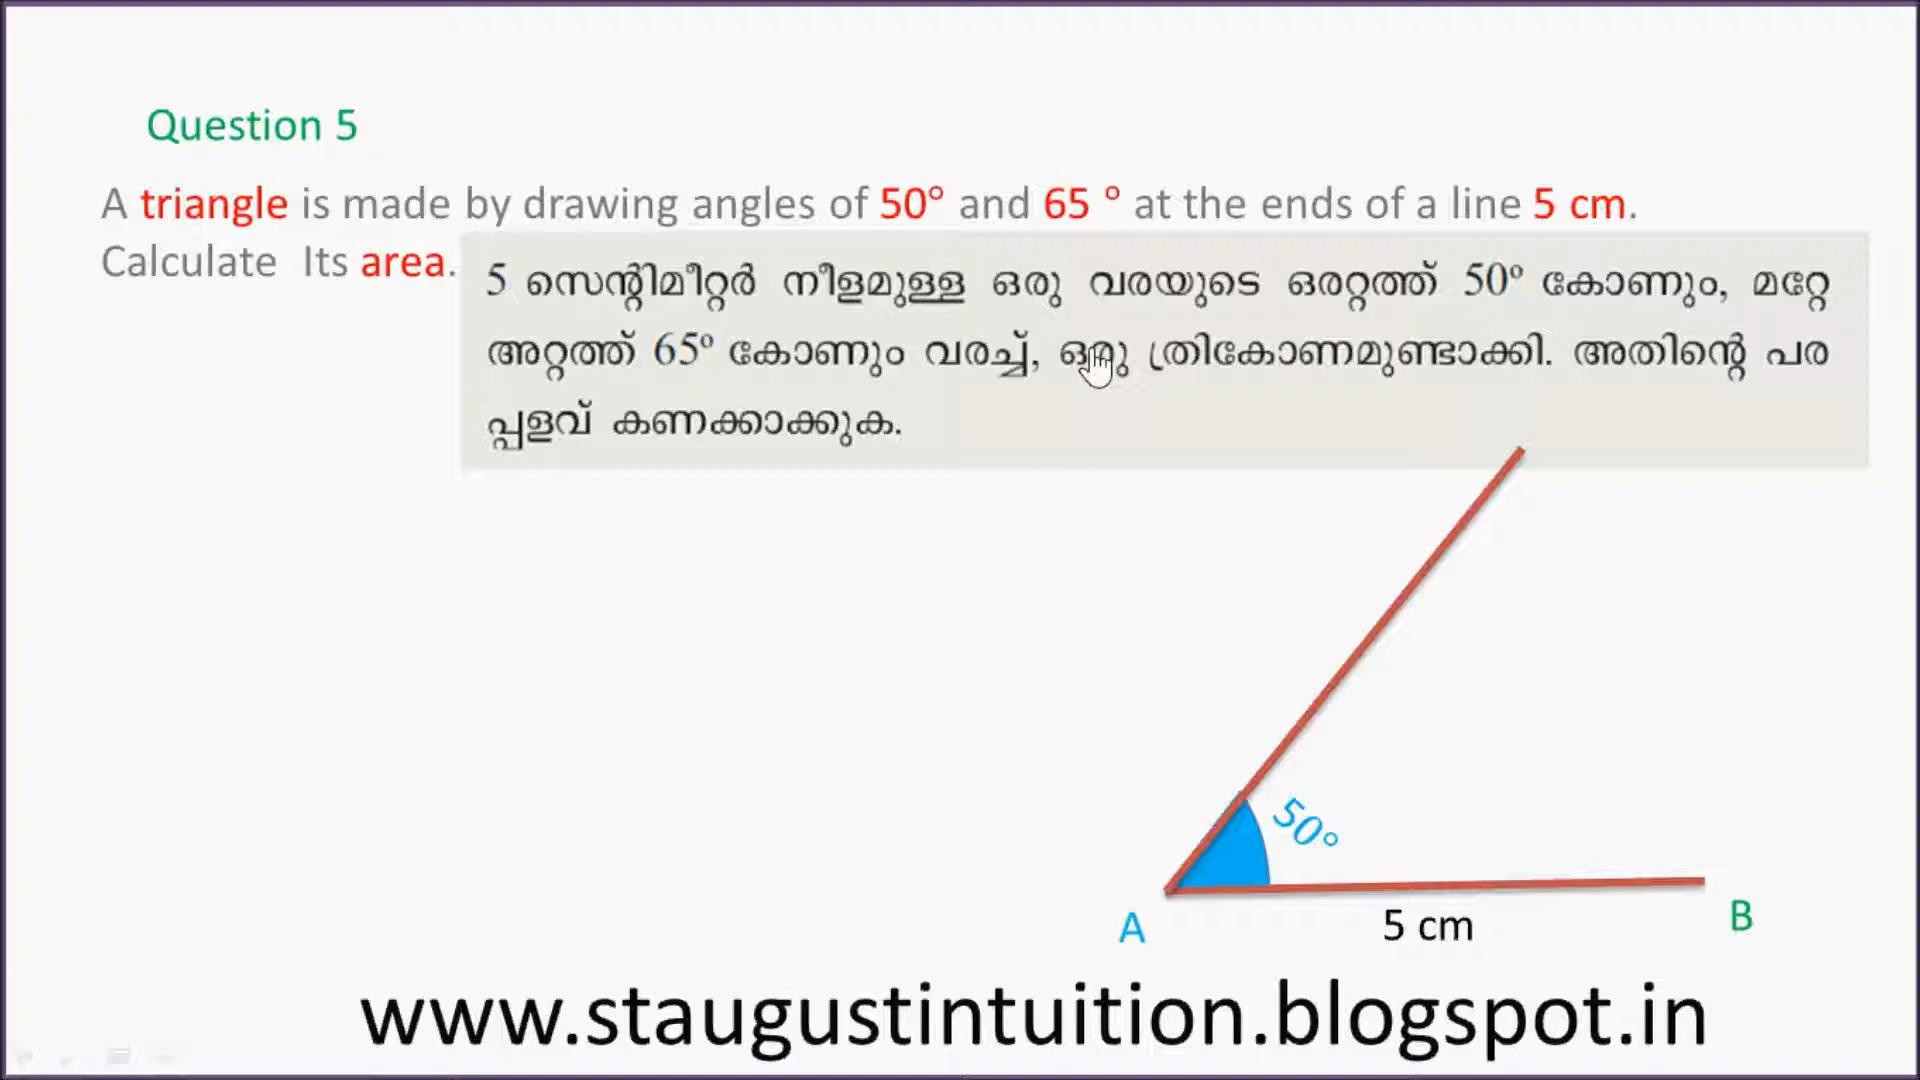 Question 5
A triangle is made by drawing angles of 50° and 65 ° at the ends of a line 5 cm.
Calculate Its area.
5 സെന്റിമീറ്റർ നീളമുള്ള ഒരു വരയുടെ ഒരറ്റത്ത് 50° കോണും, മറ്റേ
അറ്റത്ത് 65° കോണും വരച്ച്, ഒരു ത്രികോണമുണ്ടാക്കി. അതിന്റെ പര
പ്പളവ് കണക്കാക്കുക.
50°
A
5 cm
B
www.staugustintuition.blogspot.in